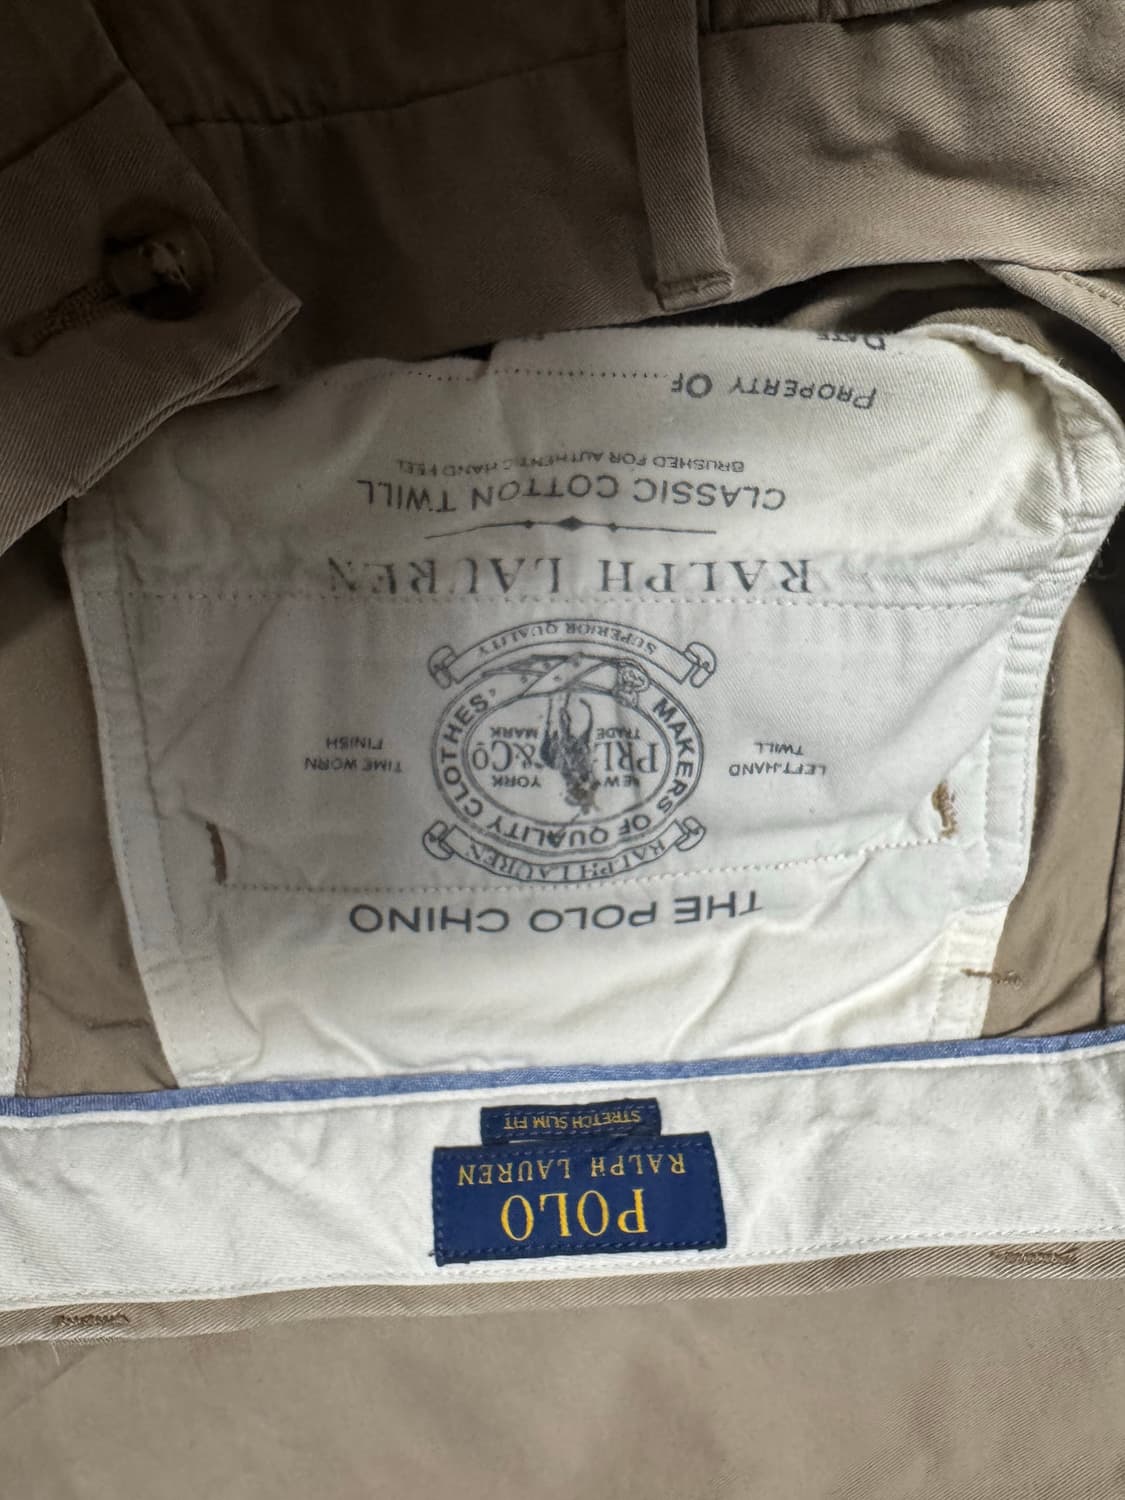 POLO
RALPH LAUREN
STRETCH SLIM FIT
THE POLO CHINO
RALPH LAUREN
MAKERS OF QUALITY CLOTHES'
LEFT-HAND
TWILL
YORK
&Co
TRADE
MARK
TIME WORN
FINISH
SUPERIOR QUALITY
RALPH LAUREN
CLASSIC COTTON TWILL
BRUSHED FOR AUTHENTIC HAND FEEL
PROPERTY OF
DATE